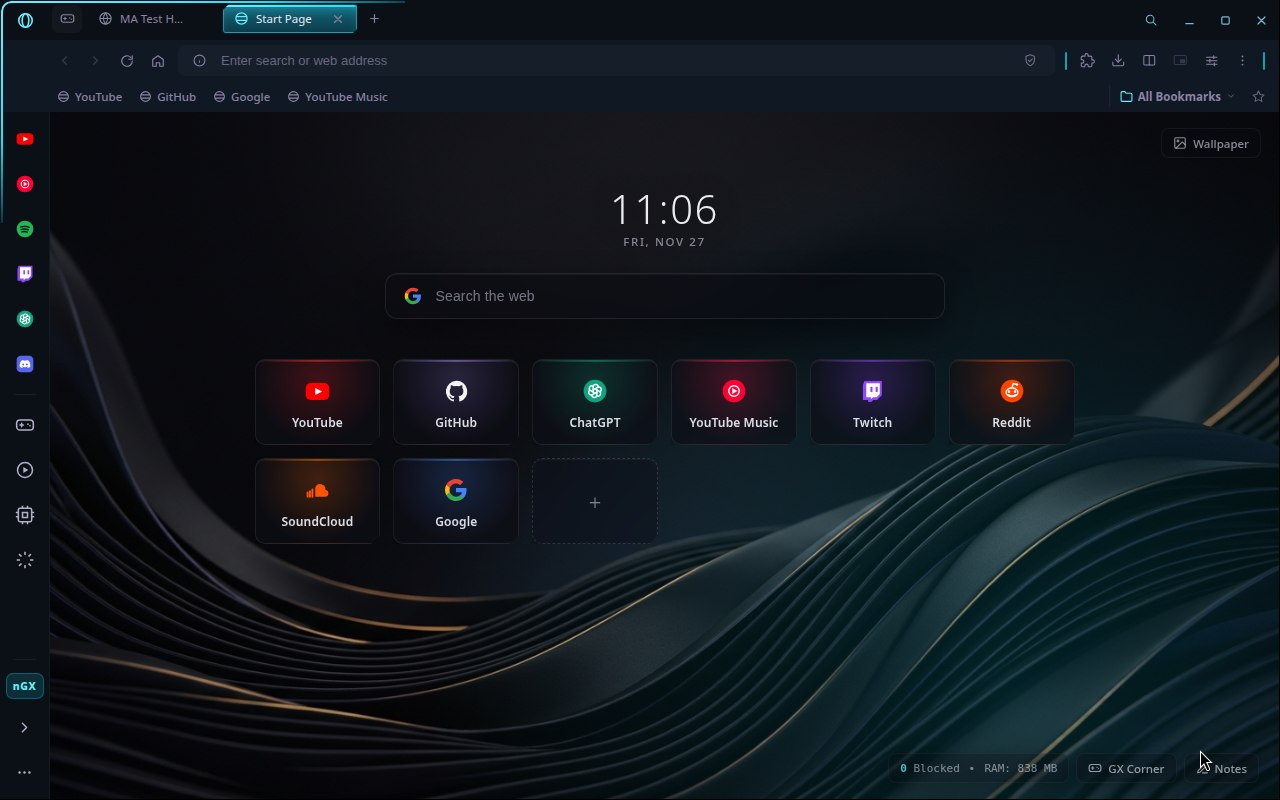 MA Test H...
Start Page
Enter search or web address
YouTube
GitHub
Google
YouTube Music
All Bookmarks
Wallpaper
11:06
FRI, NOV 27
Search the web
YouTube
GitHub
ChatGPT
YouTube Music
Twitch
Reddit
SoundCloud
Google
nGX
0 Blocked • RAM: 838 MB
GX Corner
Notes